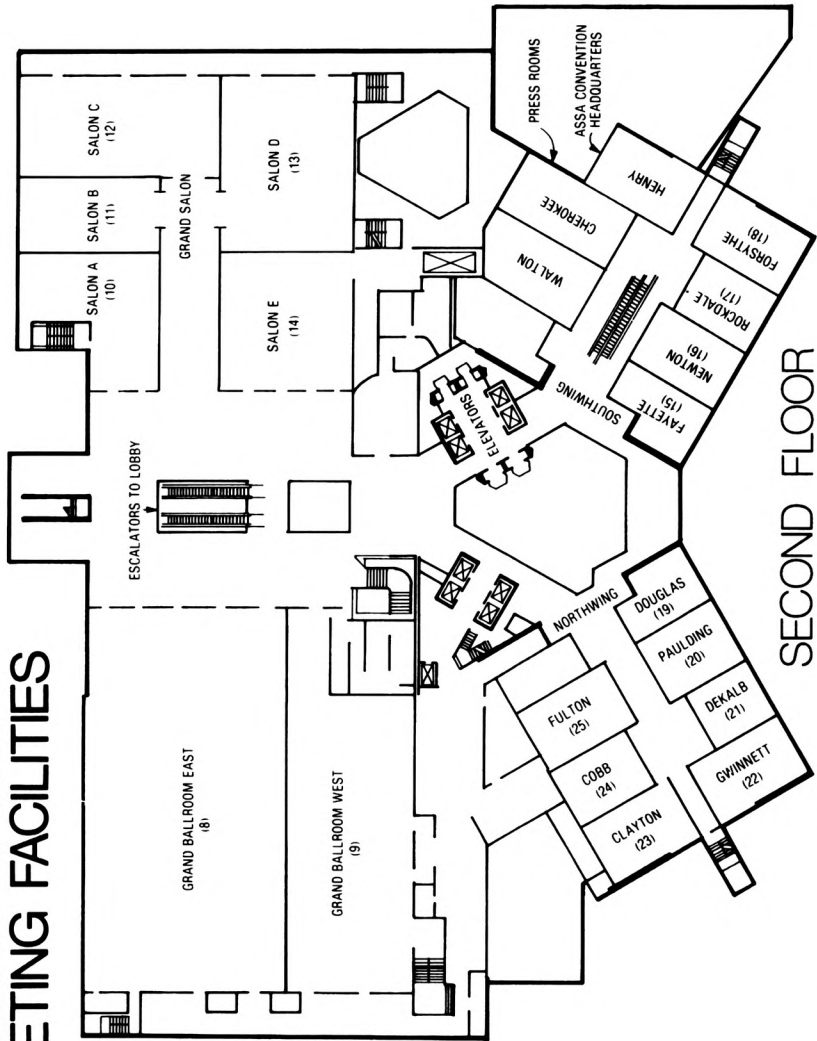 ETING FACILITIES
SALON C
(12)
SALON B
(11)
SALON A
(10)
GRAND SALON
SALON D
(13)
SALON E
(14)
ESCALATORS TO LOBBY
GRAND BALLROOM EAST
(8)
GRAND BALLROOM WEST
(9)
ELEVATORS
PRESS ROOMS
ASSA CONVENTION
HEADQUARTERS
HENRY
CHEROKEE
WALTON
FORSYTHE
(18)
ROCKDALE
(17)
NEWTON
(16)
FAYETTE
(15)
SOUTHWING
NORTHWING
DOUGLAS
(19)
PAULDING
(20)
DEKALB
(21)
GWINNETT
(22)
FULTON
(25)
COBB
(24)
CLAYTON
(23)
SECOND FLOOR